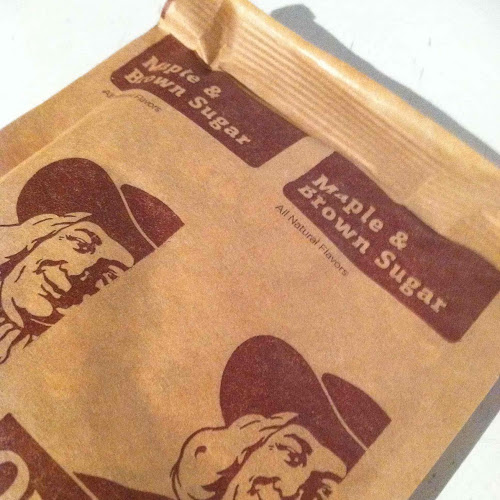 Maple &
Brown Sugar
Maple &
Brown Sugar
All Natural Flavors